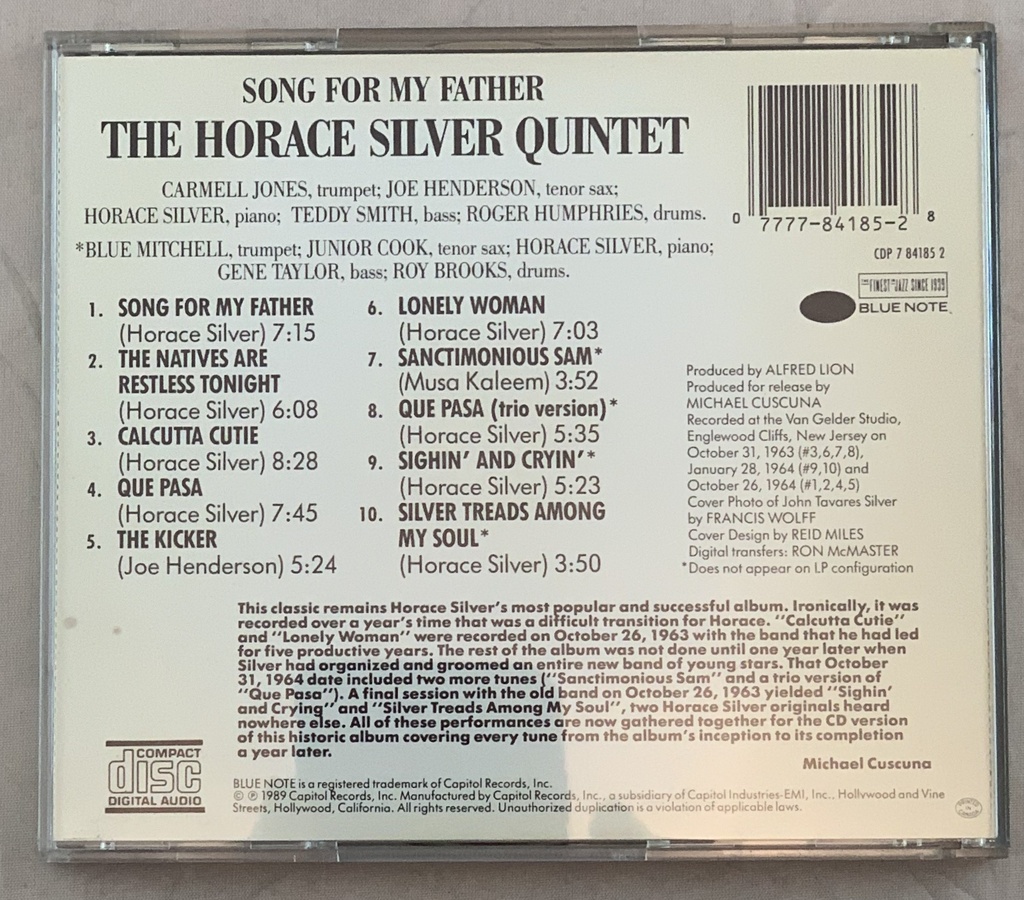 SONG FOR MY FATHER
THE HORACE SILVER QUINTET
CARMELL JONES, trumpet; JOE HENDERSON, tenor sax;
HORACE SILVER, piano; TEDDY SMITH, bass; ROGER HUMPHRIES, drums.
*BLUE MITCHELL, trumpet; JUNIOR COOK, tenor sax; HORACE SILVER, piano;
GENE TAYLOR, bass; ROY BROOKS, drums.
0 7777-84185-2 8
CDP 7 84185 2
THE FINEST IN JAZZ SINCE 1939
BLUE NOTE
1. SONG FOR MY FATHER
(Horace Silver) 7:15
2. THE NATIVES ARE
RESTLESS TONIGHT
(Horace Silver) 6:08
3. CALCUTTA CUTIE
(Horace Silver) 8:28
4. QUE PASA
(Horace Silver) 7:45
5. THE KICKER
(Joe Henderson) 5:24
6. LONELY WOMAN
(Horace Silver) 7:03
7. SANCTIMONIOUS SAM*
(Musa Kaleem) 3:52
8. QUE PASA (trio version)*
(Horace Silver) 5:35
9. SIGHIN' AND CRYIN'*
(Horace Silver) 5:23
10. SILVER TREADS AMONG
MY SOUL*
(Horace Silver) 3:50
Produced by ALFRED LION
Produced for release by
MICHAEL CUSCUNA
Recorded at the Van Gelder Studio,
Englewood Cliffs, New Jersey on
October 31, 1963 (#3,6,7,8),
January 28, 1964 (#9,10) and
October 26, 1964 (#1,2,4,5)
Cover Photo of John Tavares Silver
by FRANCIS WOLFF
Cover Design by REID MILES
Digital transfers: RON McMASTER
*Does not appear on LP configuration
This classic remains Horace Silver's most popular and successful album. Ironically, it was
recorded over a year's time that was a difficult transition for Horace. "Calcutta Cutie"
and "Lonely Woman" were recorded on October 26, 1963 with the band that he had led
for five productive years. The rest of the album was not done until one year later when
Silver had organized and groomed an entire new band of young stars. That October
31, 1964 date included two more tunes ("Sanctimonious Sam" and a trio version of
"Que Pasa"). A final session with the old band on October 26, 1963 yielded "Sighin'
and Crying" and "Silver Treads Among My Soul", two Horace Silver originals heard
nowhere else. All of these performances are now gathered together for the CD version
of this historic album covering every tune from the album's inception to its completion
a year later.
Michael Cuscuna
COMPACT
disc
DIGITAL AUDIO
BLUE NOTE is a registered trademark of Capitol Records, Inc.
© ℗ 1989 Capitol Records, Inc. Manufactured by Capitol Records, Inc., a subsidiary of Capitol Industries-EMI, Inc., Hollywood and Vine
Streets, Hollywood, California. All rights reserved. Unauthorized duplication is a violation of applicable laws.